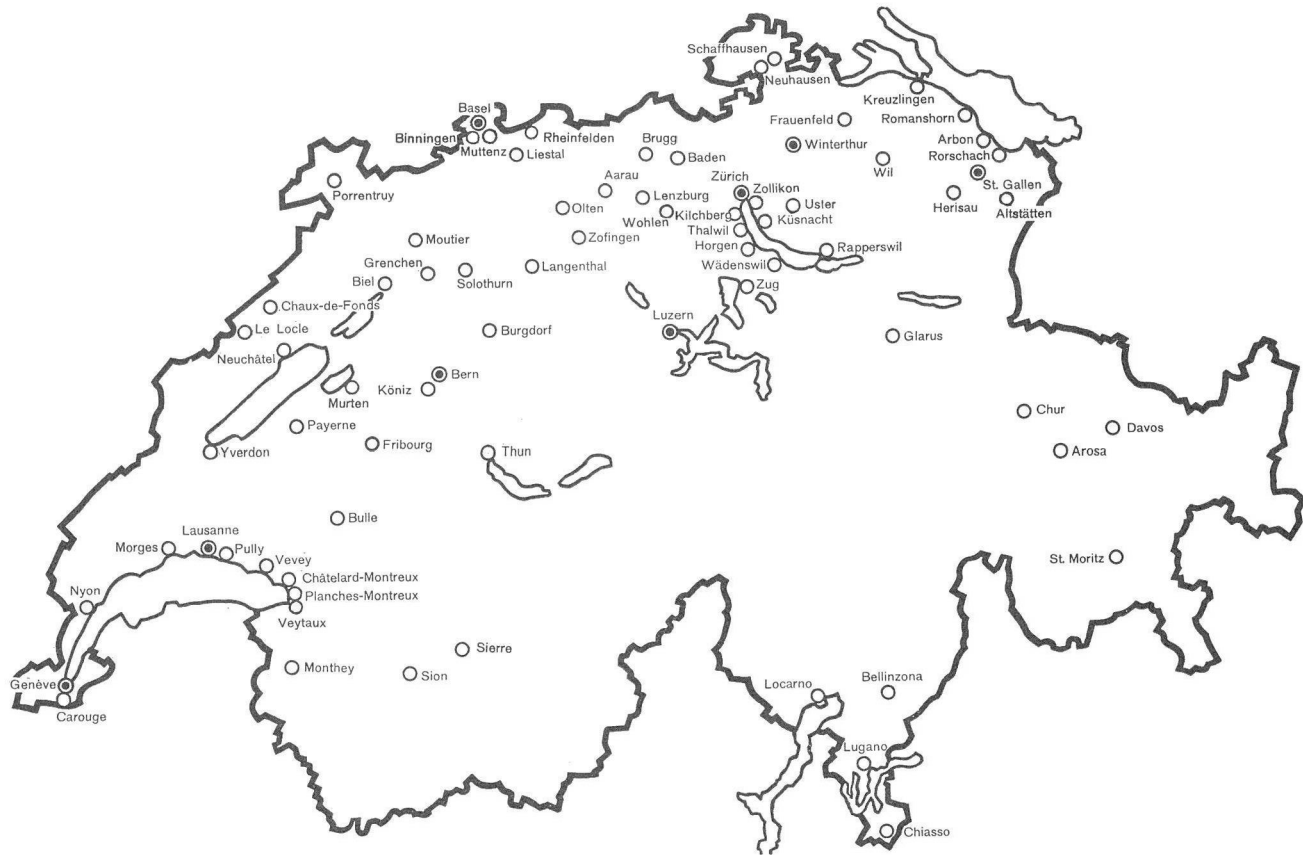 Schaffhausen
Neuhausen
Kreuzlingen
Basel
Frauenfeld
Romanshorn
Binningen
Rheinfelden
Brugg
Winterthur
Arbon
Muttenz
Liestal
Baden
Wil
Rorschach
Porrentruy
Aarau
Zürich
St. Gallen
Lenzburg
Zollikon
Herisau
Altstätten
Olten
Wohlen
Kilchberg
Uster
Küsnacht
Moutier
Zofingen
Thalwil
Horgen
Rapperswil
Grenchen
Langenthal
Wädenswil
Biel
Solothurn
Zug
Chaux-de-Fonds
Luzern
Le Locle
Burgdorf
Glarus
Neuchâtel
Bern
Murten
Köniz
Chur
Payerne
Fribourg
Davos
Yverdon
Thun
Arosa
Bulle
Lausanne
Morges
Pully
St. Moritz
Vevey
Châtelard-Montreux
Nyon
Planches-Montreux
Veytaux
Sierre
Monthey
Sion
Bellinzona
Genève
Locarno
Carouge
Lugano
Chiasso